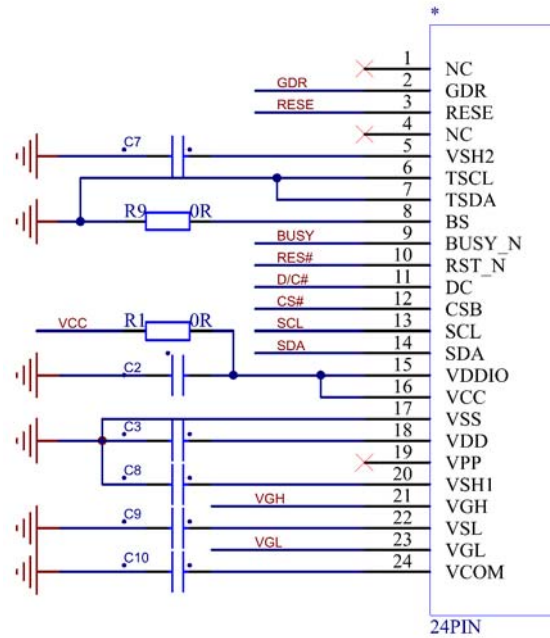 *
1 NC
GDR 2 GDR
RESE 3 RESE
4 NC
C7 5 VSH2
6 TSCL
7 TSDA
R9 0R 8 BS
BUSY 9 BUSY_N
RES# 10 RST_N
D/C# 11 DC
CS# 12 CSB
VCC R1 0R SCL 13 SCL
SDA 14 SDA
C2 15 VDDIO
16 VCC
17 VSS
C3 18 VDD
19 VPP
C8 20 VSH1
VGH 21 VGH
C9 22 VSL
VGL 23 VGL
C10 24 VCOM
24PIN